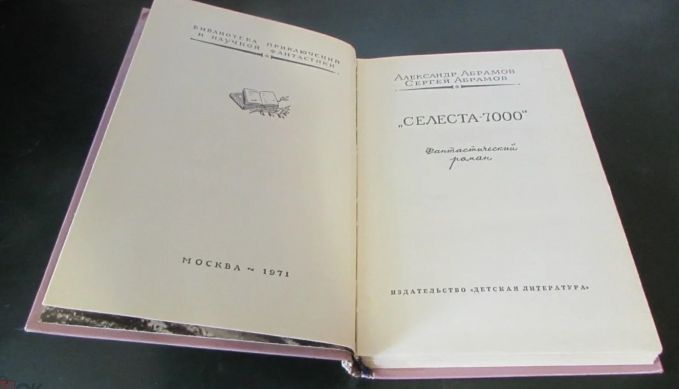 БИБЛИОТЕКА ПРИКЛЮЧЕНИЙ
И НАУЧНОЙ ФАНТАСТИКИ
МОСКВА ~ 1971
АЛЕКСАНДР АБРАМОВ
СЕРГЕЙ АБРАМОВ
„СЕЛЕСТА-7000"
Фантастический
роман
ИЗДАТЕЛЬСТВО «ДЕТСКАЯ ЛИТЕРАТУРА»